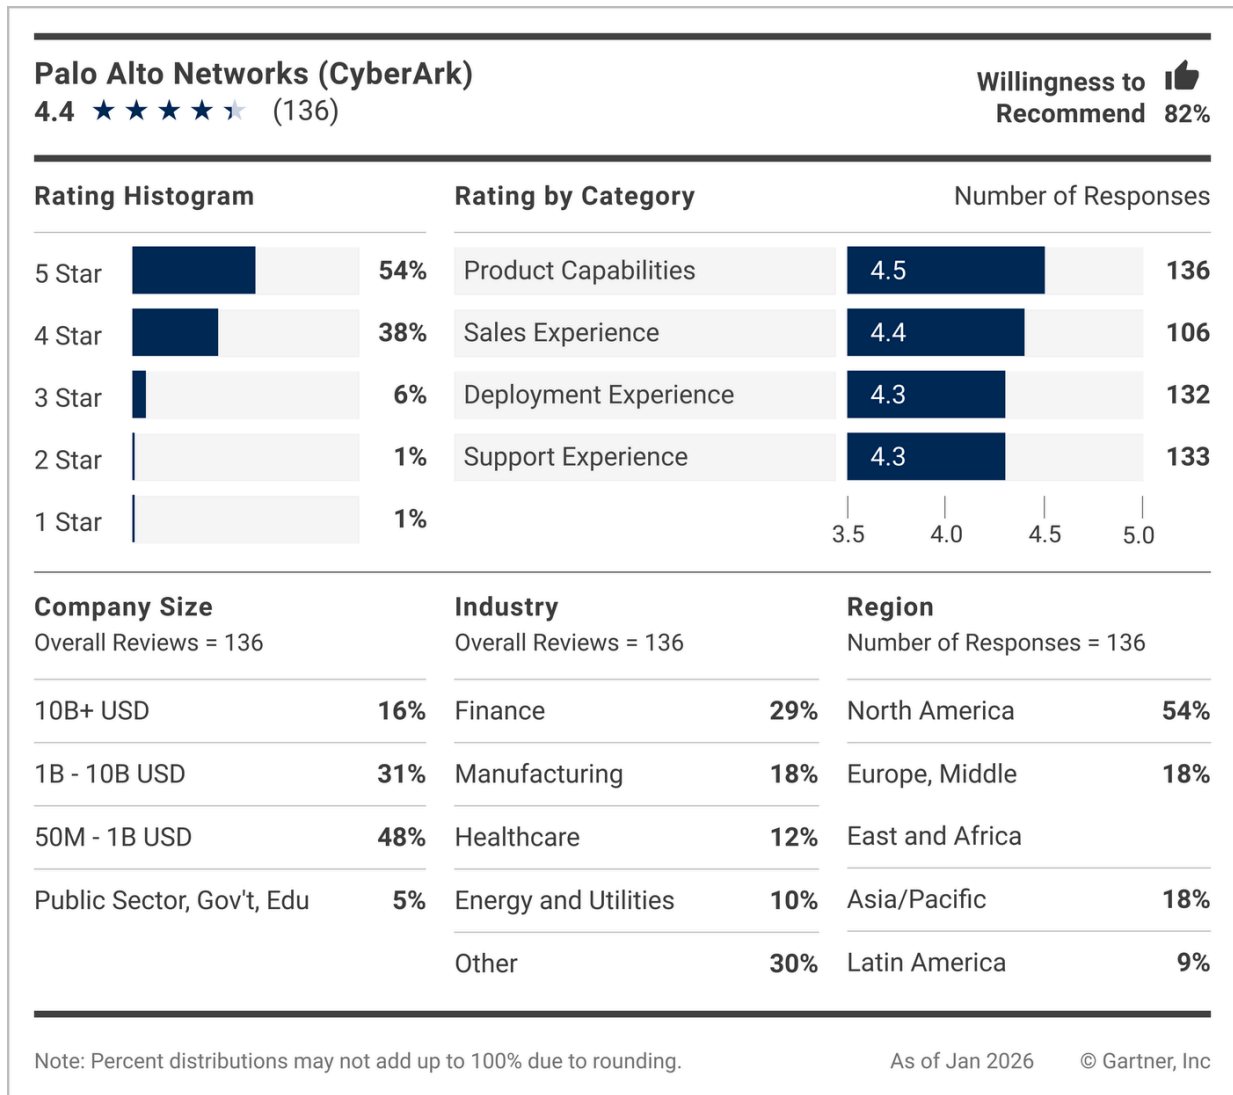 Palo Alto Networks (CyberArk)
4.4 ★★★★★ (136)
Willingness to
Recommend 82%
Rating Histogram
5 Star 54%
4 Star 38%
3 Star 6%
2 Star 1%
1 Star 1%
Rating by Category Number of Responses
Product Capabilities 4.5 136
Sales Experience 4.4 106
Deployment Experience 4.3 132
Support Experience 4.3 133
3.5 4.0 4.5 5.0
Company Size
Overall Reviews = 136
10B+ USD 16%
1B - 10B USD 31%
50M - 1B USD 48%
Public Sector, Gov't, Edu 5%
Industry
Overall Reviews = 136
Finance 29%
Manufacturing 18%
Healthcare 12%
Energy and Utilities 10%
Other 30%
Region
Number of Responses = 136
North America 54%
Europe, Middle 18%
East and Africa
Asia/Pacific 18%
Latin America 9%
Note: Percent distributions may not add up to 100% due to rounding.
As of Jan 2026 © Gartner, Inc